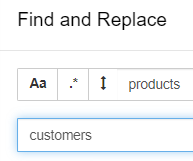 Find and Replace
Aa .* ↕ products
customers